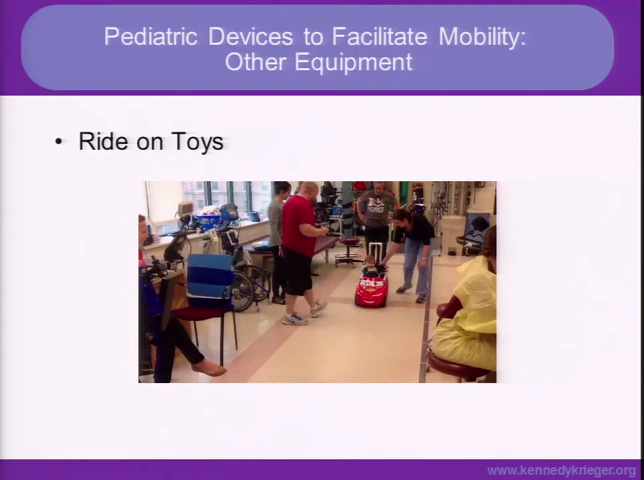 Pediatric Devices to Facilitate Mobility:
Other Equipment
• Ride on Toys
www.kennedykrieger.org